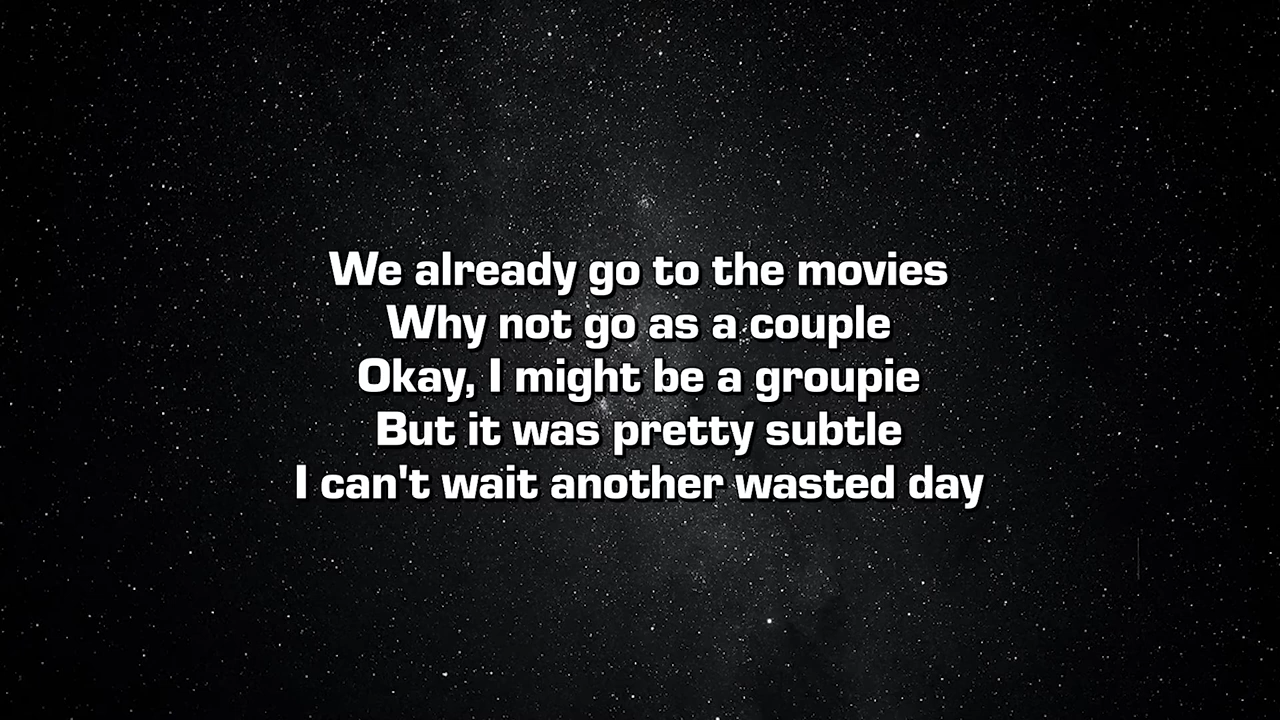 We already go to the movies
Why not go as a couple
Okay, I might be a groupie
But it was pretty subtle
I can't wait another wasted day